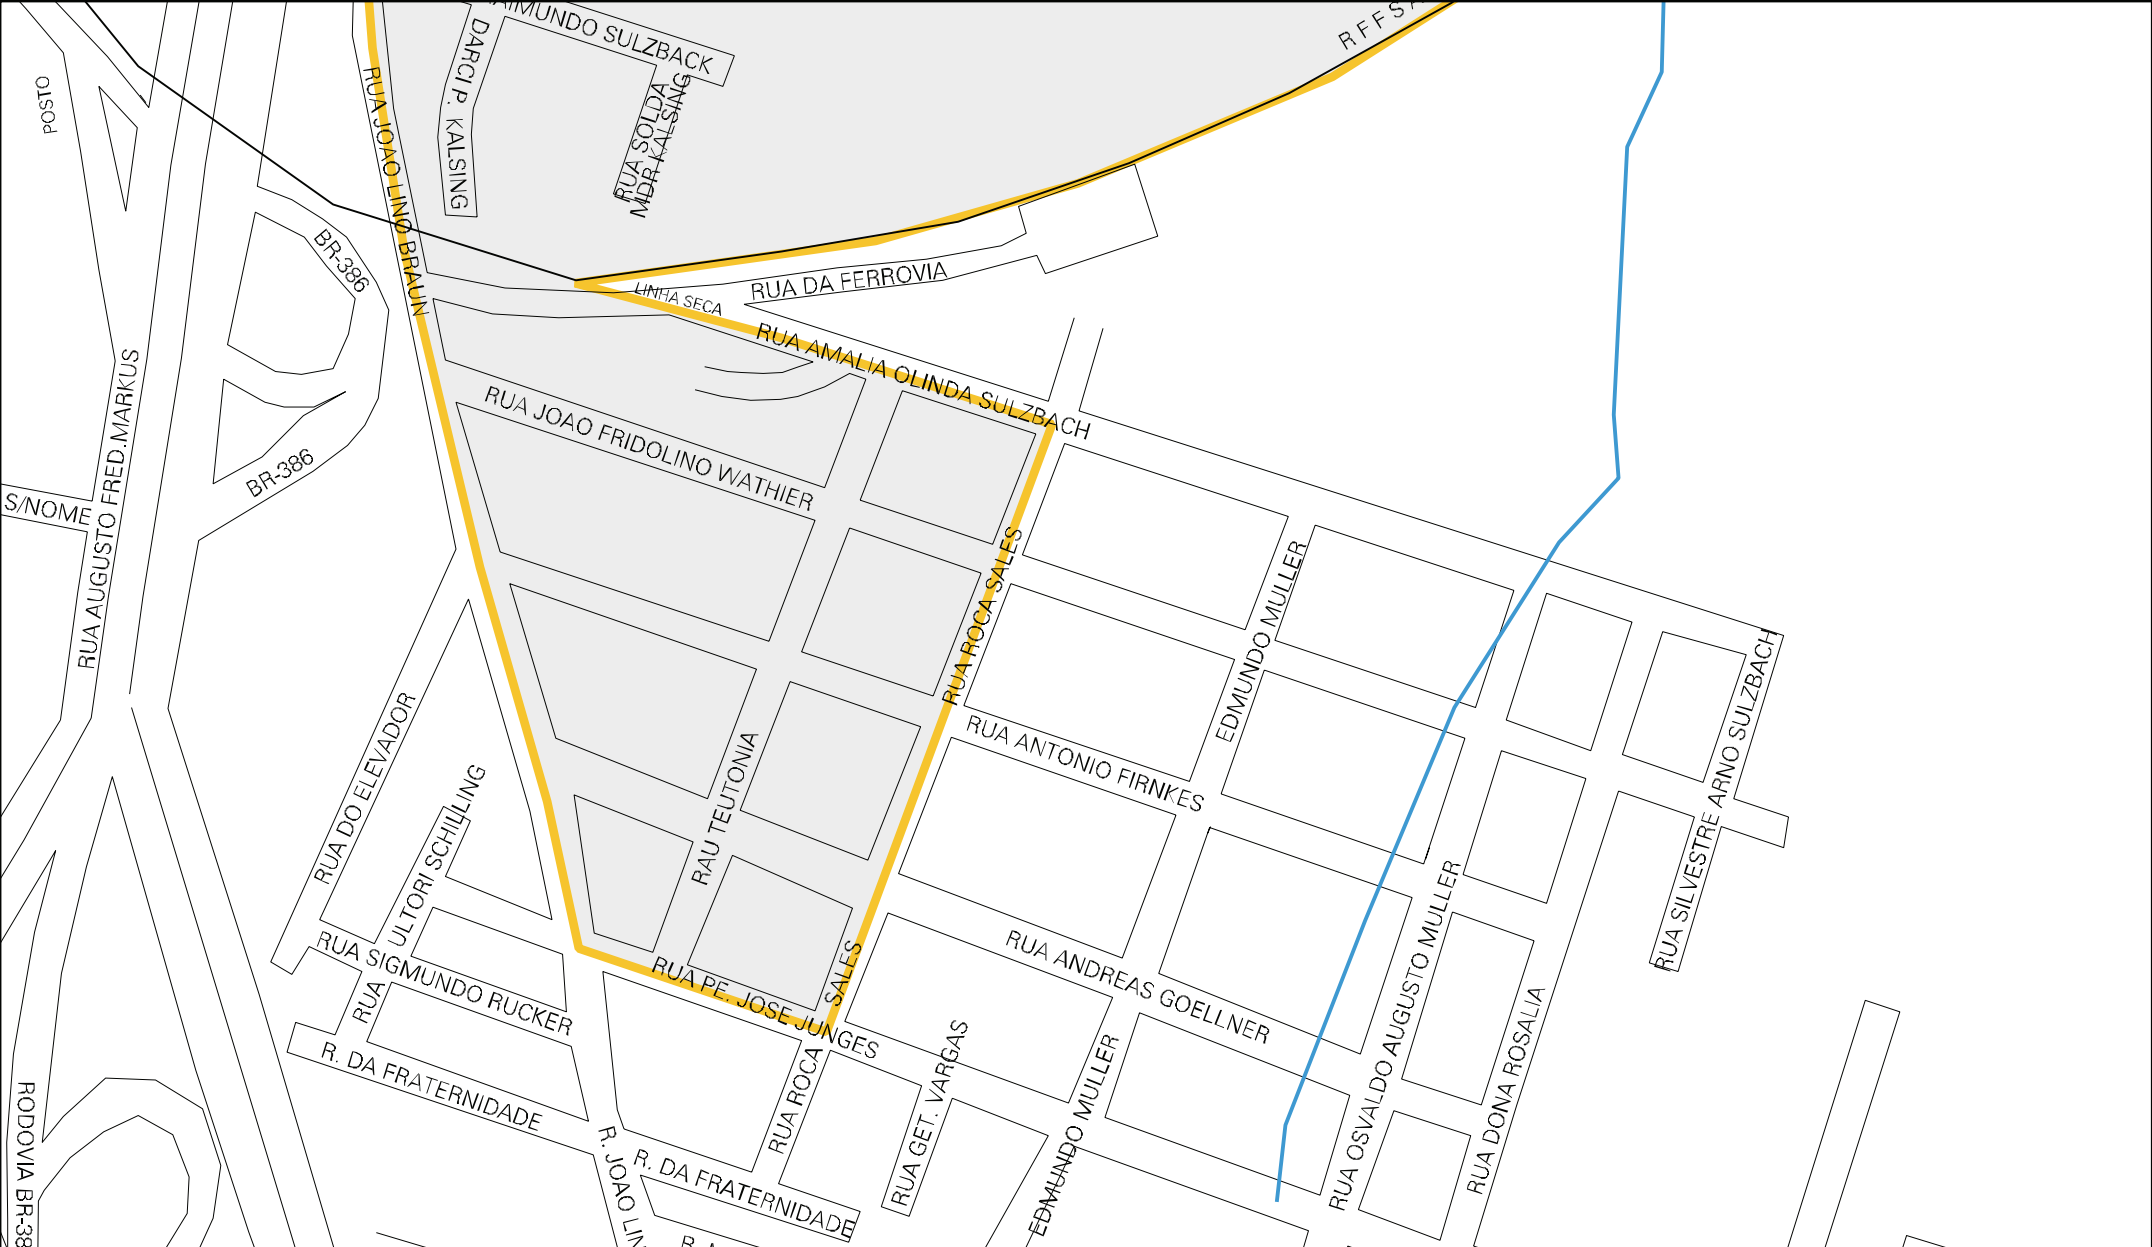 RAIMUNDO SULZBACK
RFFSA
POSTO
DARCI P. KALSING
RUA SOLDA
MDR KALSING
RUA JOAO LINO BRAUN
BR-386
RUA DA FERROVIA
LINHA SECA
RUA AMALIA OLINDA SULZBACH
RUA JOAO FRIDOLINO WATHIER
BR-386
S/NOME
RUA AUGUSTO FRED.MARKUS
RUA ROCA SALES
EDMUNDO MULLER
RUA ANTONIO FIRNKES
RUA SILVESTRE ARNO SULZBACH
RUA DO ELEVADOR
RAU TEUTONIA
RUA ULTORI SCHILLING
RUA SIGMUNDO RUCKER
RUA PE. JOSE JUNGES
RUA ROCA SALES
RUA ANDREAS GOELLNER
RUA OSVALDO AUGUSTO MULLER
RUA DONA ROSALIA
R. DA FRATERNIDADE
RUA GET. VARGAS
EDMUNDO MULLER
RODOVIA BR-38
R. JOAO LIN
R. DA FRATERNIDADE